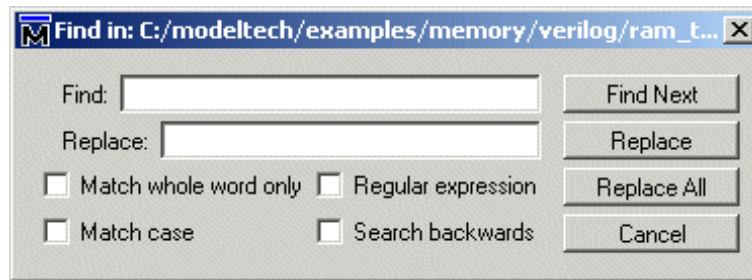 M Find in: C:/modeltech/examples/memory/verilog/ram_t... X
Find: Find Next
Replace: Replace
Match whole word only Regular expression Replace All
Match case Search backwards Cancel